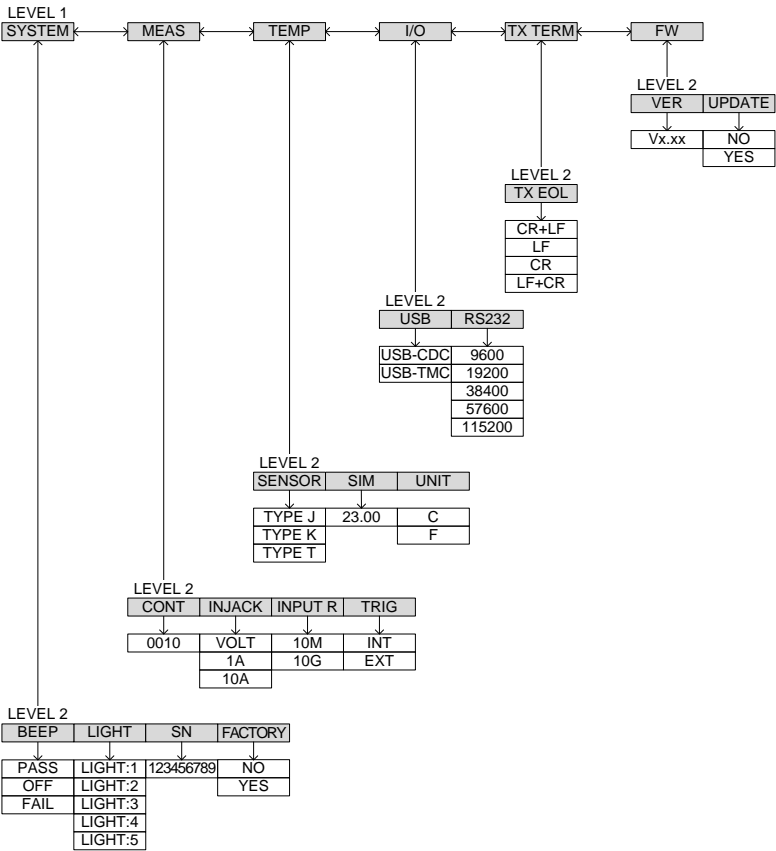 LEVEL 1
SYSTEM MEAS TEMP I/O TX TERM FW
LEVEL 2
VER UPDATE
Vx.xx NO
YES
LEVEL 2
TX EOL
CR+LF
LF
CR
LF+CR
LEVEL 2
USB RS232
USB-CDC 9600
USB-TMC 19200
38400
57600
115200
LEVEL 2
SENSOR SIM UNIT
TYPE J 23.00 C
TYPE K F
TYPE T
LEVEL 2
CONT INJACK INPUT R TRIG
0010 VOLT 10M INT
1A 10G EXT
10A
LEVEL 2
BEEP LIGHT SN FACTORY
PASS LIGHT:1 123456789 NO
OFF LIGHT:2 YES
FAIL LIGHT:3
LIGHT:4
LIGHT:5